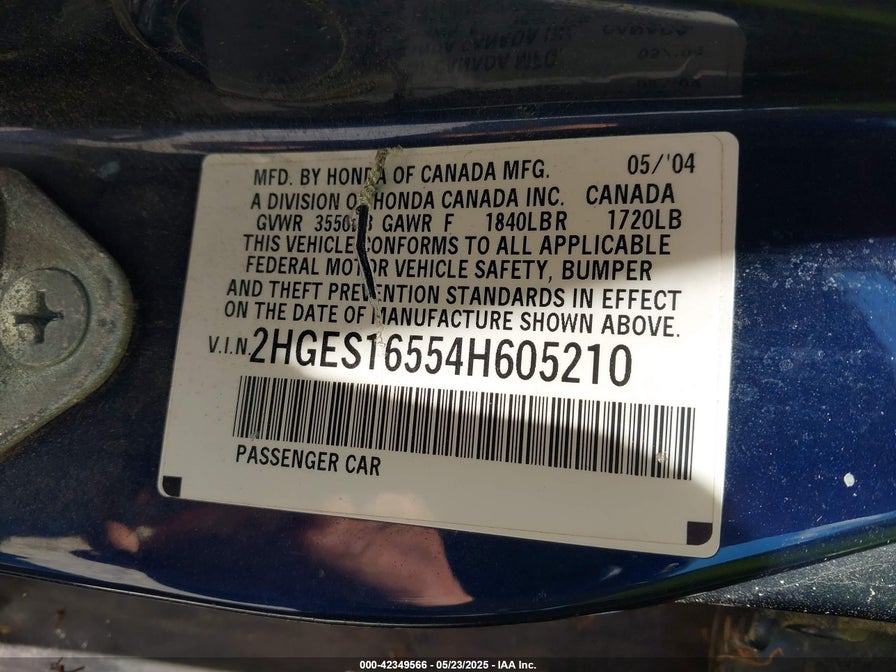 MFD. BY HONDA OF CANADA MFG. 05/'04
A DIVISION OF HONDA CANADA INC. CANADA
GVWR 3550LB GAWR F 1840LB R 1720LB
THIS VEHICLE CONFORMS TO ALL APPLICABLE
FEDERAL MOTOR VEHICLE SAFETY, BUMPER
AND THEFT PREVENTION STANDARDS IN EFFECT
ON THE DATE OF MANUFACTURE SHOWN ABOVE.
V.I.N. 2HGES16554H605210
PASSENGER CAR
000-42349566 - 05/23/2025 - IAA Inc.